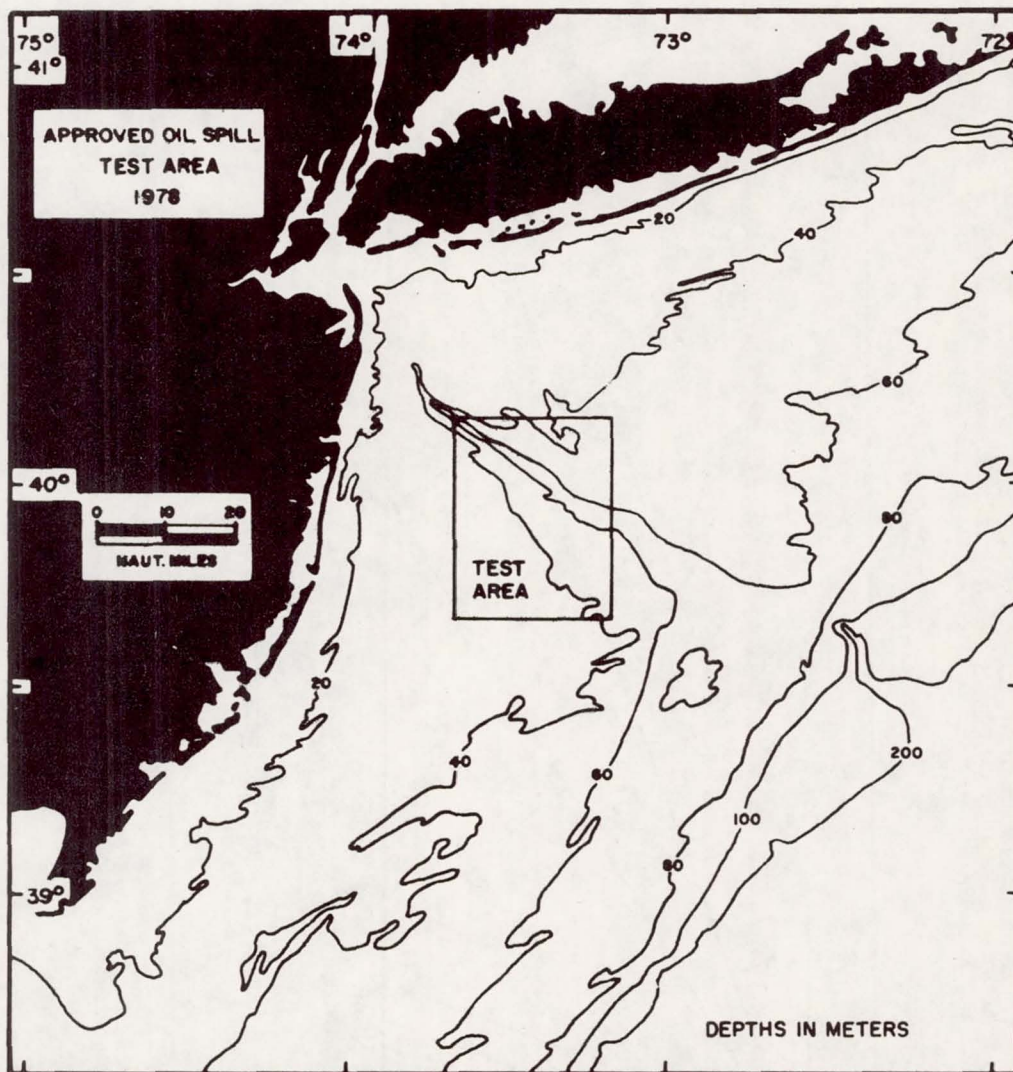 75°
74°
73°
72°
41°
APPROVED OIL SPILL
TEST AREA
1978
20
40
60
40°
0 10 20
NAUT. MILES
80
TEST
AREA
20
200
40
60
100
80
39°
DEPTHS IN METERS